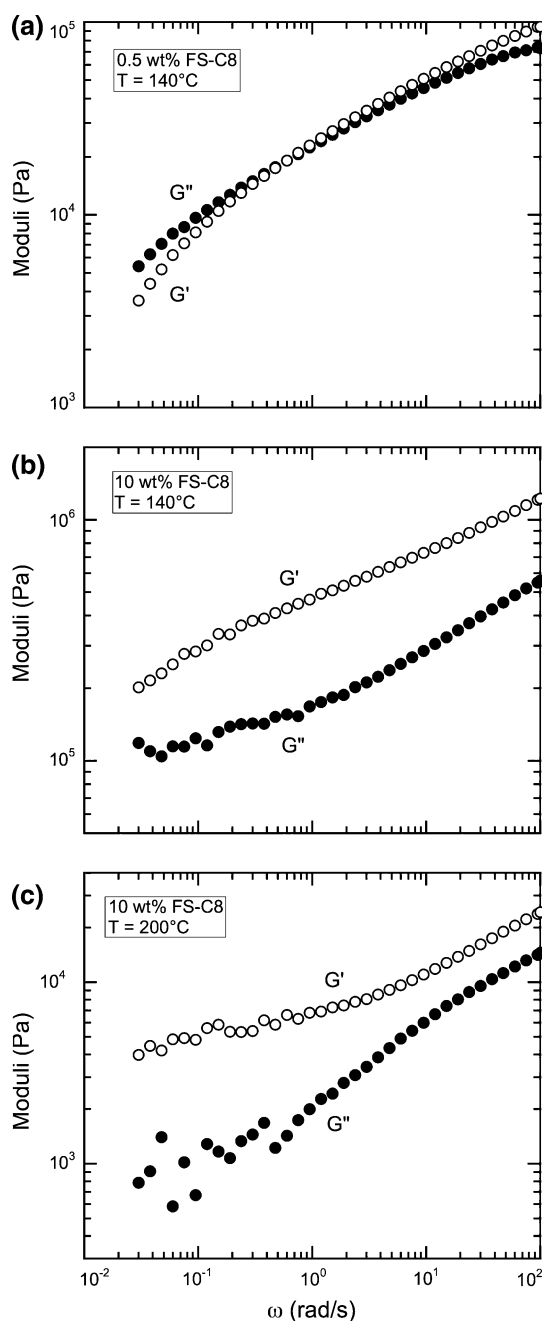 (a)
10⁵
0.5 wt% FS-C8
T = 140°C
G"
10⁴
G'
Moduli (Pa)
10³
(b)
10 wt% FS-C8
T = 140°C
10⁶
G'
Moduli (Pa)
G"
10⁵
(c)
10 wt% FS-C8
T = 200°C
10⁴
G'
Moduli (Pa)
G"
10³
10⁻² 10⁻¹ 10⁰ 10¹ 10²
ω (rad/s)